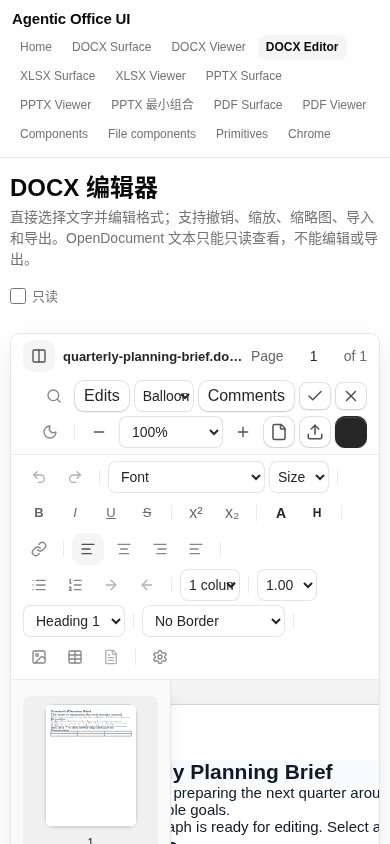 Agentic Office UI
Home DOCX Surface DOCX Viewer DOCX Editor
XLSX Surface XLSX Viewer PPTX Surface
PPTX Viewer PPTX 最小组合 PDF Surface PDF Viewer
Components File components Primitives Chrome
DOCX 编辑器
直接选择文字并编辑格式；支持撤销、缩放、缩略图、导入
和导出。OpenDocument 文本只能只读查看，不能编辑或导
出。
只读
quarterly-planning-brief.do... Page 1 of 1
Edits Balloon Comments
100%
Font Size
B I U S x² x₂ A H
1 colum 1.00
Heading 1 No Border
y Planning Brief
preparing the next quarter arou
ble goals.
aph is ready for editing. Select a
1